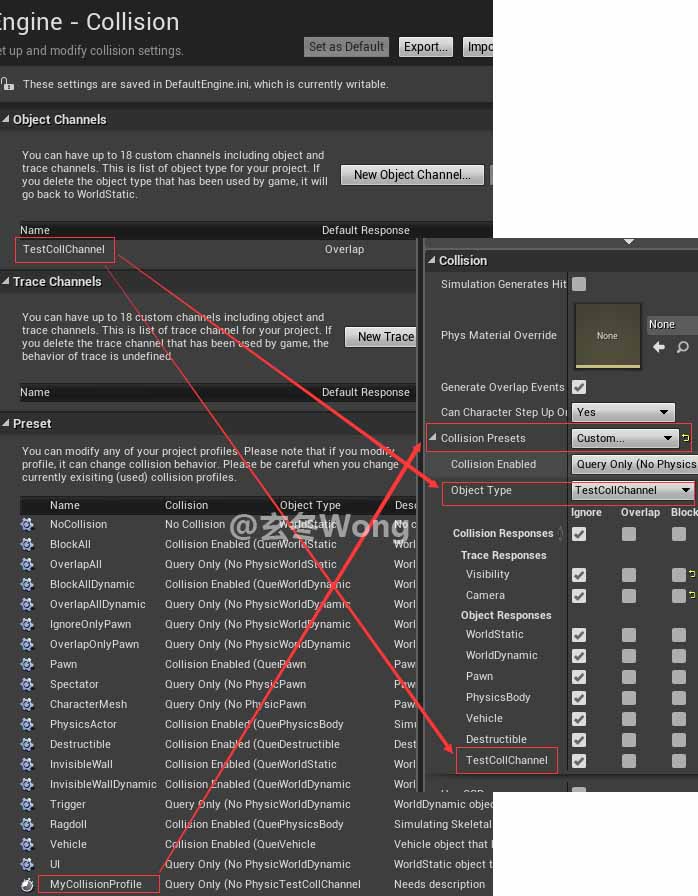 Engine - Collision
et up and modify collision settings.
Set as Default
Export...
Impo
These settings are saved in DefaultEngine.ini, which is currently writable.
Object Channels
You can have up to 18 custom channels including object and
trace channels. This is list of object type for your project. If
you delete the object type that has been used by game, it will
go back to WorldStatic.
New Object Channel...
Name Default Response
TestCollChannel Overlap
Trace Channels
You can have up to 18 custom channels including object and
trace channels. This is list of trace channel for your project. If
you delete the trace channel that has been used by game, the
behavior of trace is undefined.
New Trace
Name Default Response
Preset
You can modify any of your project profiles. Please note that if you modify
profile, it can change collision behavior. Please be careful when you change
currently exisiting (used) collision profiles.
Name Collision Object Type Desc
NoCollision No Collision WorldStatic No c
BlockAll Collision Enabled (Quer WorldStatic Worl
OverlapAll Query Only (No Physic WorldStatic Worl
BlockAllDynamic Collision Enabled (Quer WorldDynamic Worl
OverlapAllDynamic Query Only (No Physic WorldDynamic Worl
IgnoreOnlyPawn Query Only (No Physic WorldDynamic Worl
OverlapOnlyPawn Query Only (No Physic WorldDynamic Worl
Pawn Collision Enabled (Quer Pawn Paw
Spectator Query Only (No Physic Pawn Paw
CharacterMesh Query Only (No Physic Pawn Paw
PhysicsActor Collision Enabled (Quer PhysicsBody Simu
Destructible Collision Enabled (Quer Destructible Dest
InvisibleWall Collision Enabled (Quer WorldStatic Worl
InvisibleWallDynamic Collision Enabled (Quer WorldDynamic Worl
Trigger Query Only (No Physic WorldDynamic WorldDynamic objec
Ragdoll Collision Enabled (Quer PhysicsBody Simulating Skeletal
Vehicle Collision Enabled (Quer Vehicle Vehicle object that
UI Query Only (No Physic WorldDynamic WorldStatic object t
MyCollisionProfile Query Only (No Physic TestCollChannel Needs description
@玄冬Wong
Collision
Simulation Generates Hit
Phys Material Override None None
Generate Overlap Events
Can Character Step Up On Yes
Collision Presets Custom...
Collision Enabled Query Only (No Physics
Object Type TestCollChannel
Ignore Overlap Block
Collision Responses
Trace Responses
Visibility
Camera
Object Responses
WorldStatic
WorldDynamic
Pawn
PhysicsBody
Vehicle
Destructible
TestCollChannel